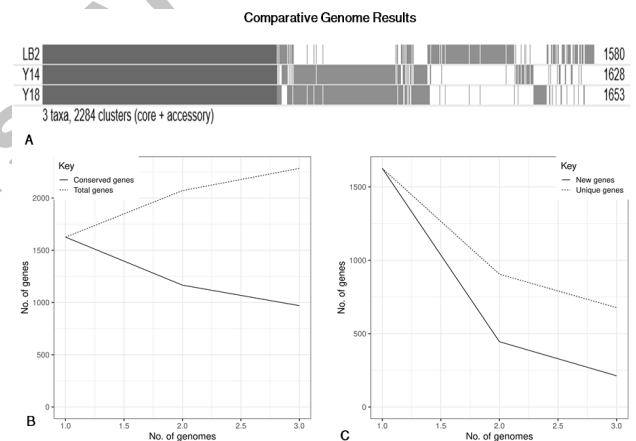 Comparative Genome Results
LB2 1580
Y14 1628
Y18 1653
3 taxa, 2284 clusters (core + accessory)
A
Key
Conserved genes
Total genes
No. of genes
2000
1500
1000
500
0
1.0 1.5 2.0 2.5 3.0
No. of genomes
B
Key
New genes
Unique genes
No. of genes
1500
1000
500
0
1.0 1.5 2.0 2.5 3.0
No. of genomes
C